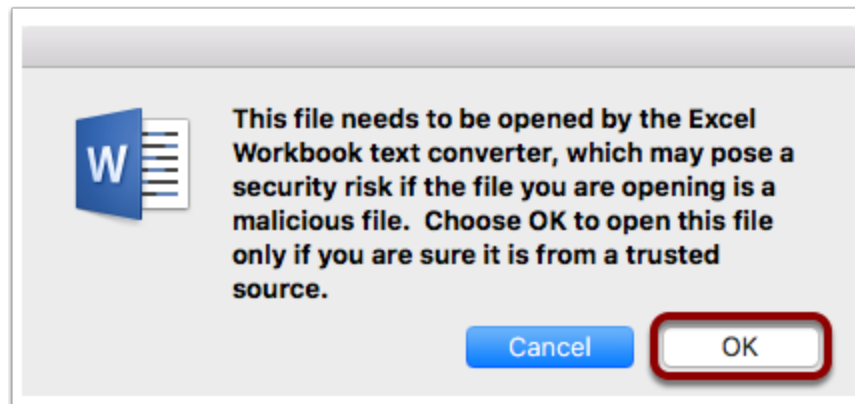 W
This file needs to be opened by the Excel
Workbook text converter, which may pose a
security risk if the file you are opening is a
malicious file.  Choose OK to open this file
only if you are sure it is from a trusted
source.
Cancel
OK